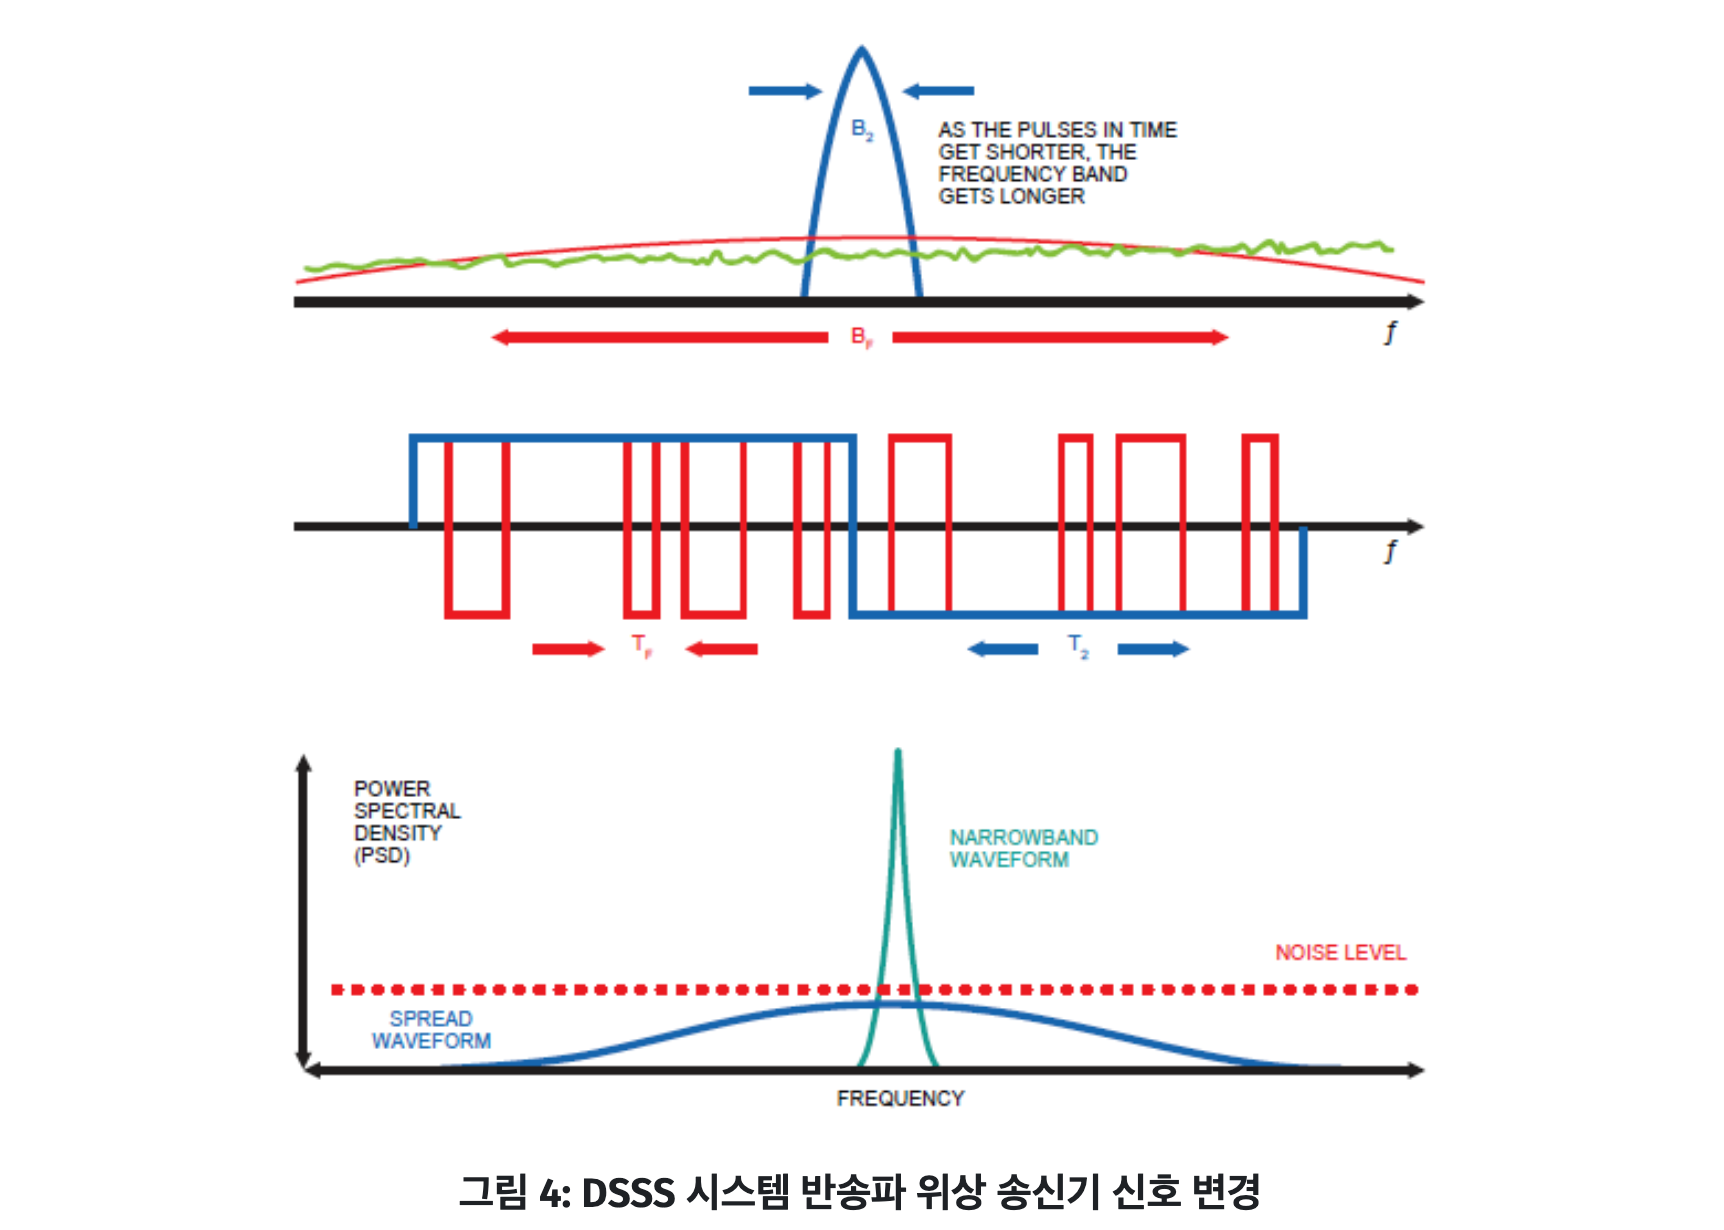 B2
AS THE PULSES IN TIME
GET SHORTER, THE
FREQUENCY BAND
GETS LONGER
BF
f
f
TF
T2
POWER
SPECTRAL
DENSITY
(PSD)
NARROWBAND
WAVEFORM
NOISE LEVEL
SPREAD
WAVEFORM
FREQUENCY
그림 4: DSSS 시스템 반송파 위상 송신기 신호 변경